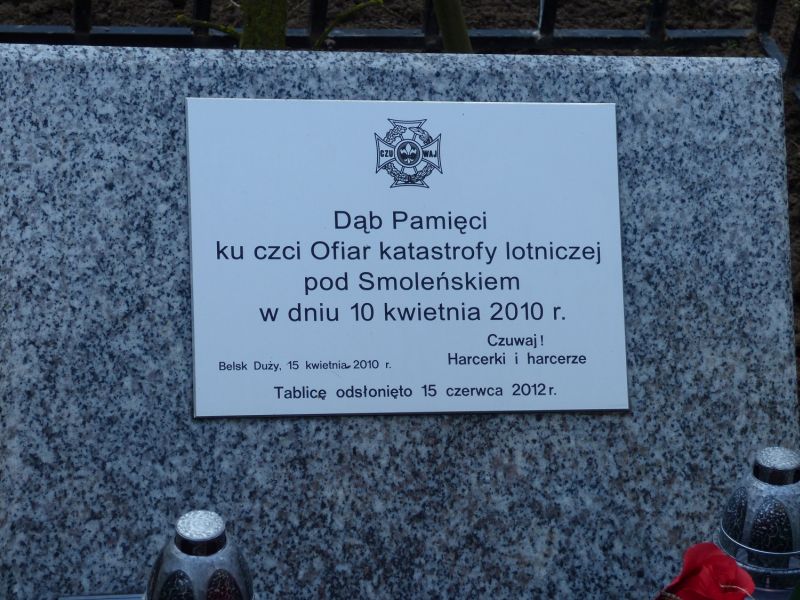 CZU WAJ
Dąb Pamięci
ku czci Ofiar katastrofy lotniczej
pod Smoleńskiem
w dniu 10 kwietnia 2010 r.
Czuwaj!
Belsk Duży, 15 kwietnia 2010 r. Harcerki i harcerze
Tablicę odsłonięto 15 czerwca 2012 r.